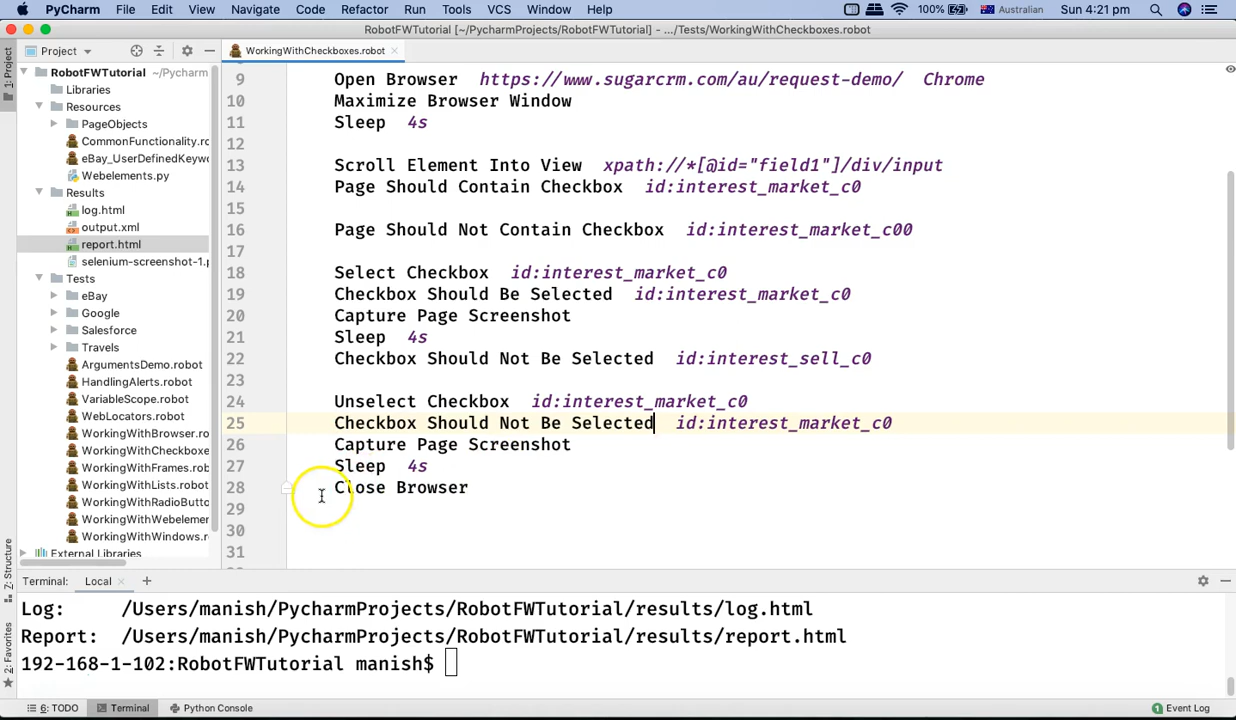 PyCharm File Edit View Navigate Code Refactor Run Tools VCS Window Help 100% Australian Sun 4:21 pm
RobotFWTutorial [~/PycharmProjects/RobotFWTutorial] - .../Tests/WorkingWithCheckboxes.robot
Project
WorkingWithCheckboxes.robot
1: Project
RobotFWTutorial ~/Pycharm
Libraries
Resources
PageObjects
CommonFunctionality.ro
eBay_UserDefinedKeywo
Webelements.py
Results
log.html
output.xml
report.html
selenium-screenshot-1.p
Tests
eBay
Google
Salesforce
Travels
ArgumentsDemo.robot
HandlingAlerts.robot
VariableScope.robot
WebLocators.robot
WorkingWithBrowser.ro
WorkingWithCheckboxe
WorkingWithFrames.rob
WorkingWithLists.robot
WorkingWithRadioButto
WorkingWithWebelemer
WorkingWithWindows.r
External Libraries
9 Open Browser https://www.sugarcrm.com/au/request-demo/ Chrome
10 Maximize Browser Window
11 Sleep 4s
12
13 Scroll Element Into View xpath://*[@id="field1"]/div/input
14 Page Should Contain Checkbox id:interest_market_c0
15
16 Page Should Not Contain Checkbox id:interest_market_c00
17
18 Select Checkbox id:interest_market_c0
19 Checkbox Should Be Selected id:interest_market_c0
20 Capture Page Screenshot
21 Sleep 4s
22 Checkbox Should Not Be Selected id:interest_sell_c0
23
24 Unselect Checkbox id:interest_market_c0
25 Checkbox Should Not Be Selected id:interest_market_c0
26 Capture Page Screenshot
27 Sleep 4s
28 Close Browser
29
30
31
Z: Structure
2: Favorites
Terminal: Local
Log: /Users/manish/PycharmProjects/RobotFWTutorial/results/log.html
Report: /Users/manish/PycharmProjects/RobotFWTutorial/results/report.html
192-168-1-102:RobotFWTutorial manish$
6: TODO Terminal Python Console 1 Event Log